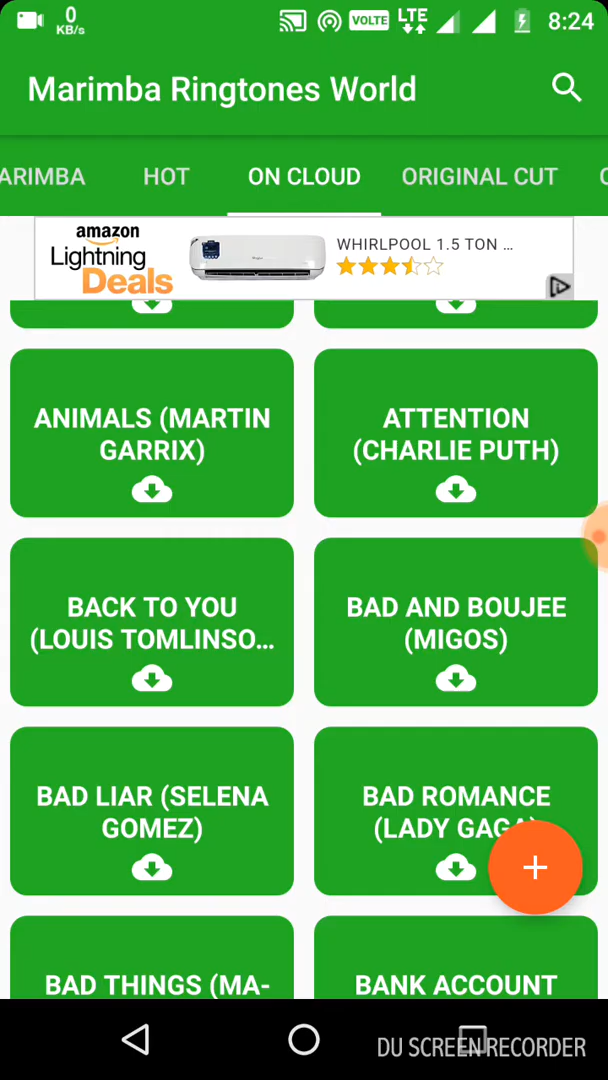 0
KB/s
VOLTE
LTE
8:24
Marimba Ringtones World
ARIMBA
HOT
ON CLOUD
ORIGINAL CUT
amazon
Lightning
Deals
WHIRLPOOL 1.5 TON ...
ANIMALS (MARTIN
GARRIX)
ATTENTION
(CHARLIE PUTH)
BACK TO YOU
(LOUIS TOMLINSO...
BAD AND BOUJEE
(MIGOS)
BAD LIAR (SELENA
GOMEZ)
BAD ROMANCE
(LADY GAGA)
BAD THINGS (MA-
BANK ACCOUNT
DU SCREEN RECORDER